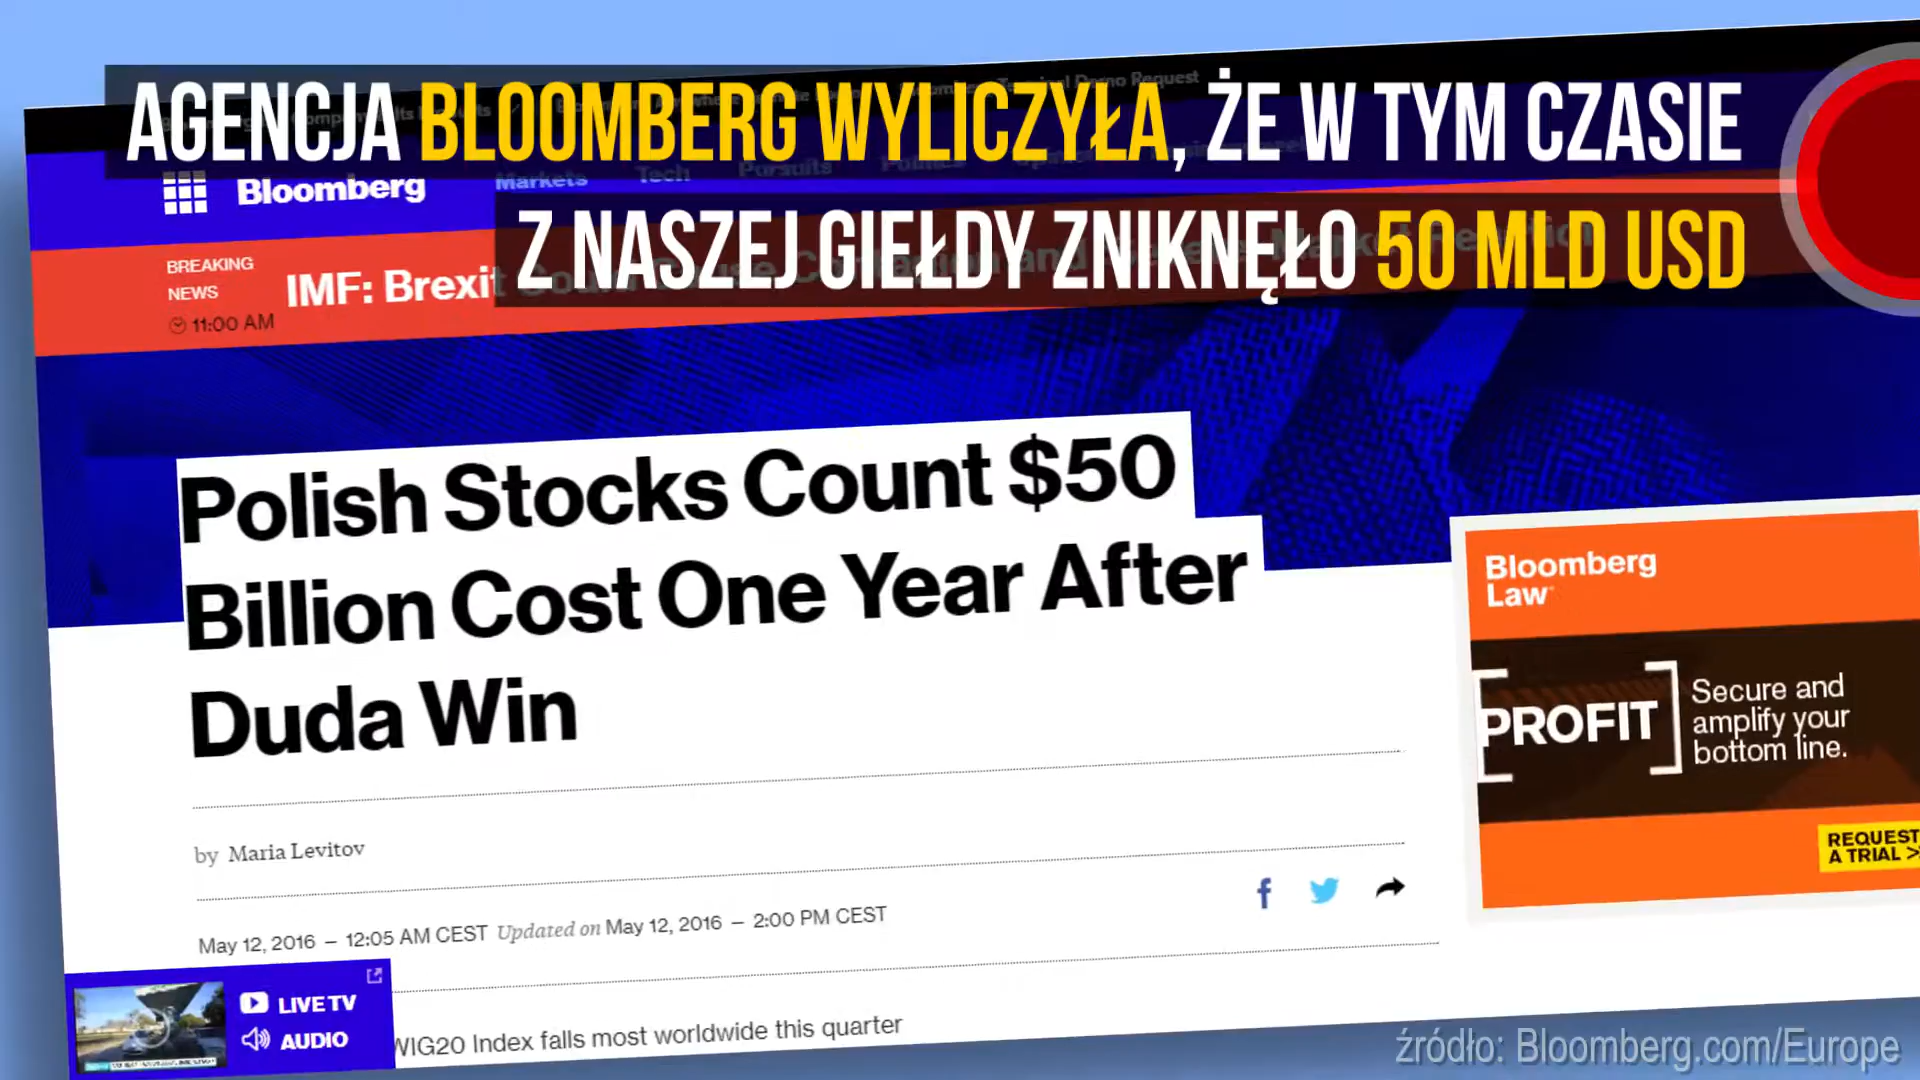 AGENCJA BLOOMBERG WYLICZYŁA, ŻE W TYM CZASIE
Z NASZEJ GIEŁDY ZNIKNĘŁO 50 MLD USD
Bloomberg
Markets Tech Pursuits
BREAKING
NEWS
11:00 AM
IMF: Brexit
Polish Stocks Count $50
Billion Cost One Year After
Duda Win
by Maria Levitov
May 12, 2016 – 12:05 AM CEST Updated on May 12, 2016 – 2:00 PM CEST
WIG20 Index falls most worldwide this quarter
LIVE TV
AUDIO
Bloomberg
Law
[PROFIT]
Secure and
amplify your
bottom line.
REQUEST
A TRIAL >
źródło: Bloomberg.com/Europe